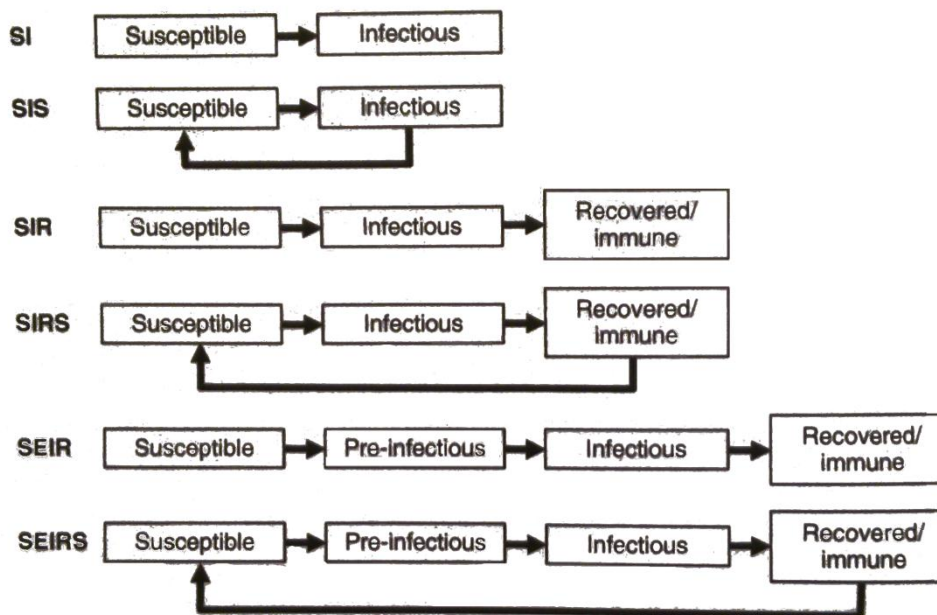 SI Susceptible Infectious
SIS Susceptible Infectious
SIR Susceptible Infectious Recovered/
immune
SIRS Susceptible Infectious Recovered/
immune
SEIR Susceptible Pre-infectious Infectious Recovered/
immune
SEIRS Susceptible Pre-infectious Infectious Recovered/
immune